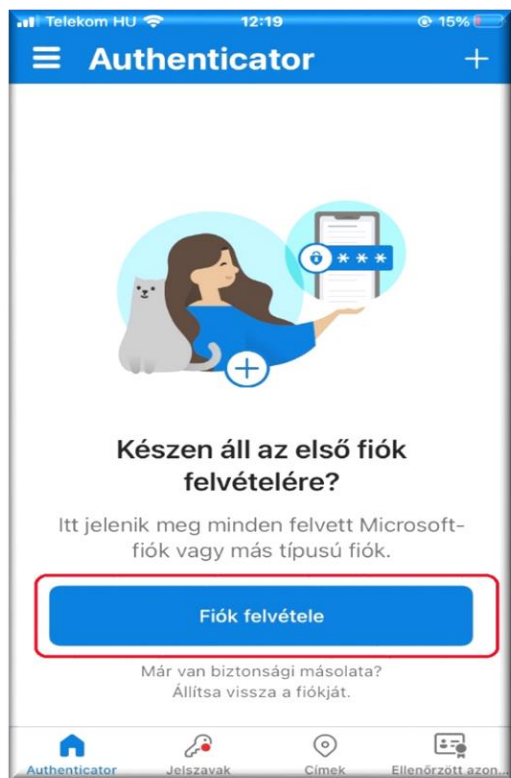 Telekom HU 12:19 15%
Authenticator
***
Készen áll az első fiók
felvételére?
Itt jelenik meg minden felvett Microsoft-
fiók vagy más típusú fiók.
Fiók felvétele
Már van biztonsági másolata?
Állítsa vissza a fiókját.
Authenticator Jelszavak Címek Ellenőrzött azon...